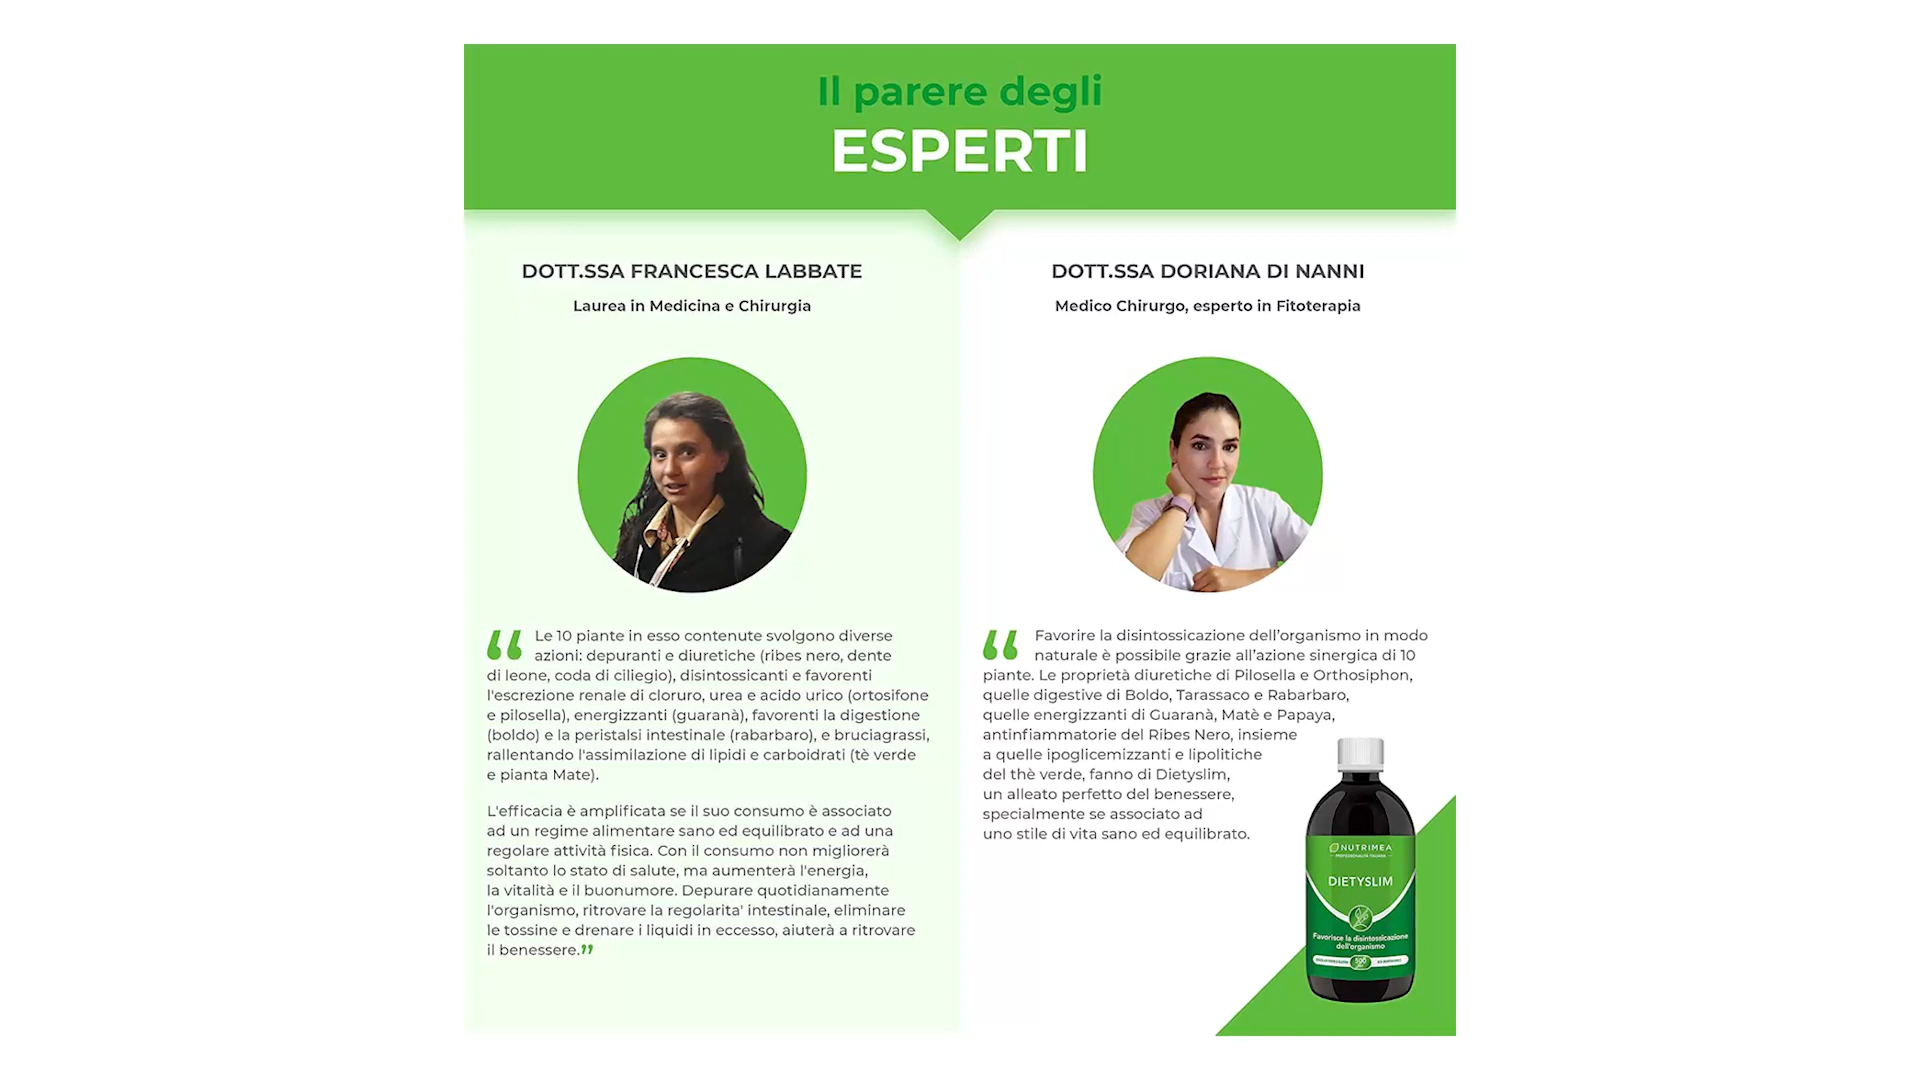 Il parere degli
ESPERTI
DOTT.SSA FRANCESCA LABBATE
Laurea in Medicina e Chirurgia
“ Le 10 piante in esso contenute svolgono diverse
azioni: depuranti e diuretiche (ribes nero, dente
di leone, coda di ciliegio), disintossicanti e favorenti
l'escrezione renale di cloruro, urea e acido urico (ortosifone
e pilosella), energizzanti (guaranà), favorenti la digestione
(boldo) e la peristalsi intestinale (rabarbaro), e bruciagrassi,
rallentando l'assimilazione di lipidi e carboidrati (tè verde
e pianta Mate).
L'efficacia è amplificata se il suo consumo è associato
ad un regime alimentare sano ed equilibrato e ad una
regolare attività fisica. Con il consumo non migliorerà
soltanto lo stato di salute, ma aumenterà l'energia,
la vitalità e il buonumore. Depurare quotidianamente
l'organismo, ritrovare la regolarita' intestinale, eliminare
le tossine e drenare i liquidi in eccesso, aiuterà a ritrovare
il benessere.”
DOTT.SSA DORIANA DI NANNI
Medico Chirurgo, esperto in Fitoterapia
“ Favorire la disintossicazione dell’organismo in modo
naturale è possibile grazie all’azione sinergica di 10
piante. Le proprietà diuretiche di Pilosella e Orthosiphon,
quelle digestive di Boldo, Tarassaco e Rabarbaro,
quelle energizzanti di Guaranà, Matè e Papaya,
antinfiammatorie del Ribes Nero, insieme
a quelle ipoglicemizzanti e lipolitiche
del thè verde, fanno di Dietyslim,
un alleato perfetto del benessere,
specialmente se associato ad
uno stile di vita sano ed equilibrato.
NUTRIMEA
PROFESSIONALITÀ ITALIANA
DIETYSLIM
Favorisce la disintossicazione
dell'organismo
500